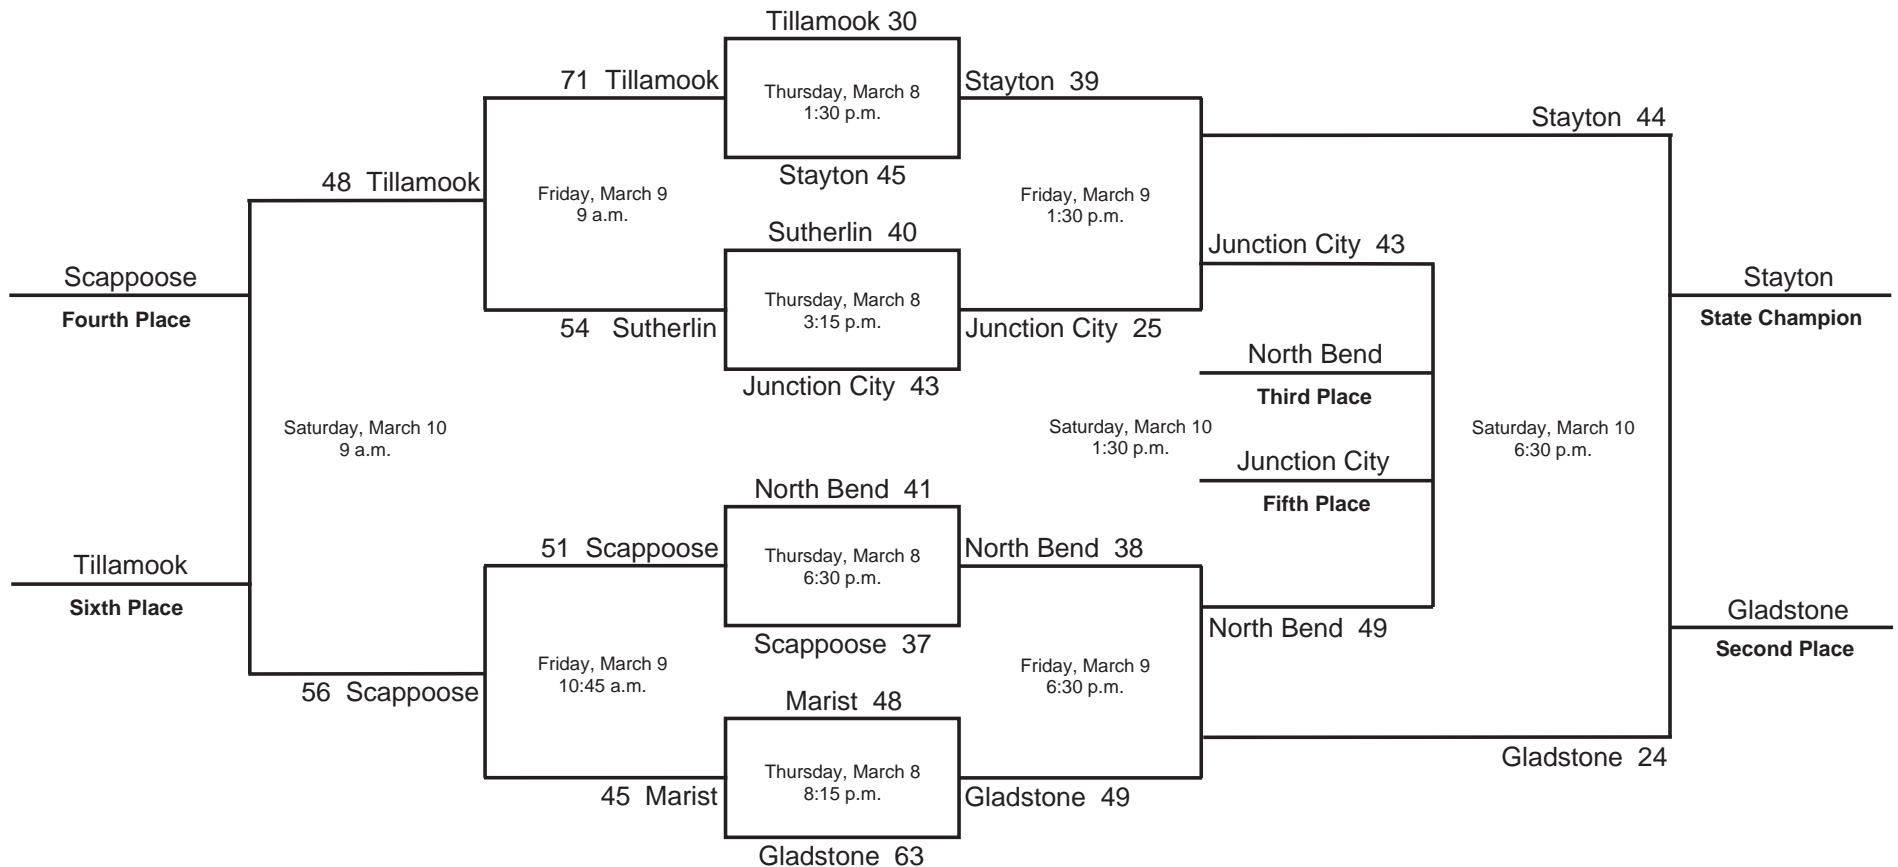 Tillamook 30
71 Tillamook
Thursday, March 8
1:30 p.m.
Stayton 39
Stayton 44
Stayton 45
48 Tillamook
Friday, March 9
9 a.m.
Friday, March 9
1:30 p.m.
Sutherlin 40
Junction City 43
Scappoose
Fourth Place
Thursday, March 8
3:15 p.m.
Stayton
State Champion
54 Sutherlin
Junction City 25
Junction City 43
North Bend
Third Place
Saturday, March 10
9 a.m.
Saturday, March 10
1:30 p.m.
Saturday, March 10
6:30 p.m.
Junction City
Fifth Place
North Bend 41
51 Scappoose
Thursday, March 8
6:30 p.m.
North Bend 38
Tillamook
Sixth Place
Scappoose 37
North Bend 49
Gladstone
Second Place
56 Scappoose
Friday, March 9
10:45 a.m.
Friday, March 9
6:30 p.m.
Marist 48
Gladstone 24
45 Marist
Thursday, March 8
8:15 p.m.
Gladstone 49
Gladstone 63